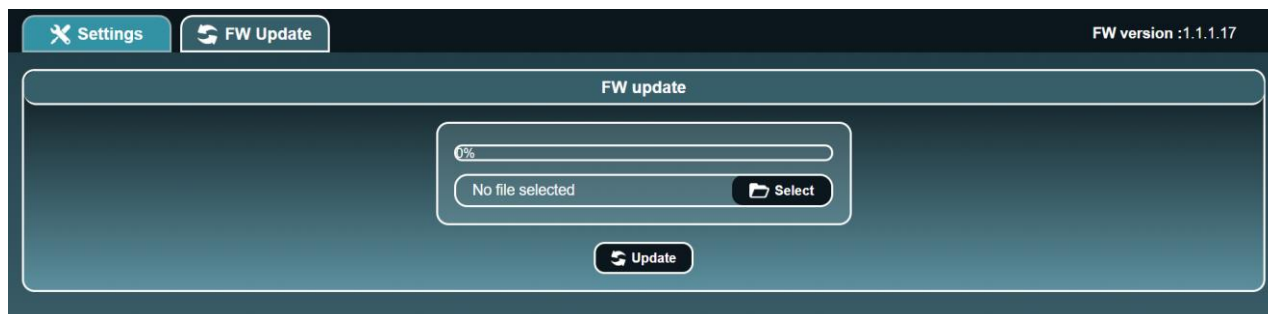 Settings FW Update FW version :1.1.1.17
FW update
0%
No file selected Select
Update